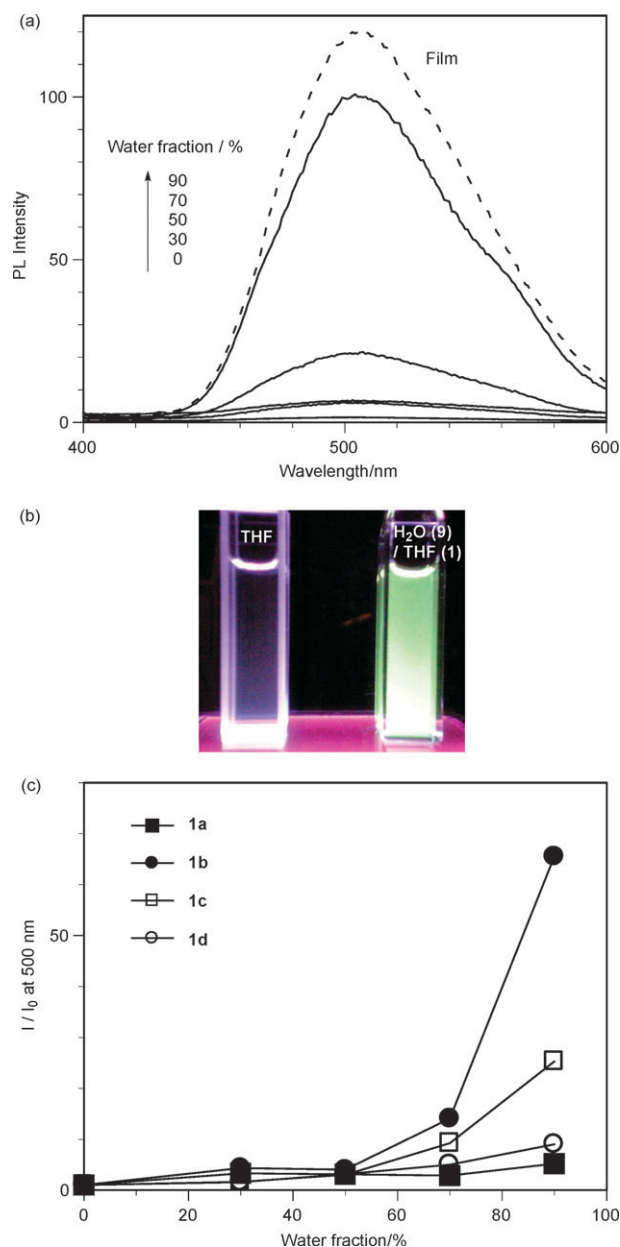 (a)
Film
100
Water fraction / %
90
70
50
30
0
PL Intensity
50
0
400
500
600
Wavelength/nm
(b)
THF
H₂O (9)
/ THF (1)
(c)
1a
1b
1c
1d
I / I₀ at 500 nm
50
0
0
20
40
60
80
100
Water fraction/%